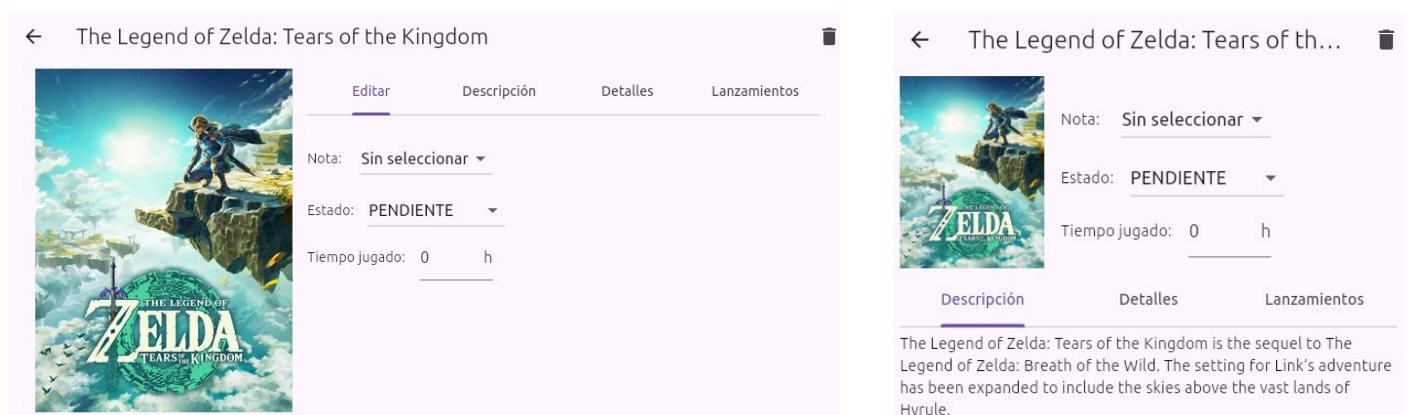 The Legend of Zelda: Tears of the Kingdom
Editar Descripción Detalles Lanzamientos
Nota: Sin seleccionar
Estado: PENDIENTE
Tiempo jugado: 0 h
THE LEGEND OF
ZELDA
TEARS OF THE KINGDOM
The Legend of Zelda: Tears of th...
Nota: Sin seleccionar
Estado: PENDIENTE
Tiempo jugado: 0 h
THE LEGEND OF
ZELDA
TEARS OF THE KINGDOM
Descripción Detalles Lanzamientos
The Legend of Zelda: Tears of the Kingdom is the sequel to The
Legend of Zelda: Breath of the Wild. The setting for Link's adventure
has been expanded to include the skies above the vast lands of
Hyrule.